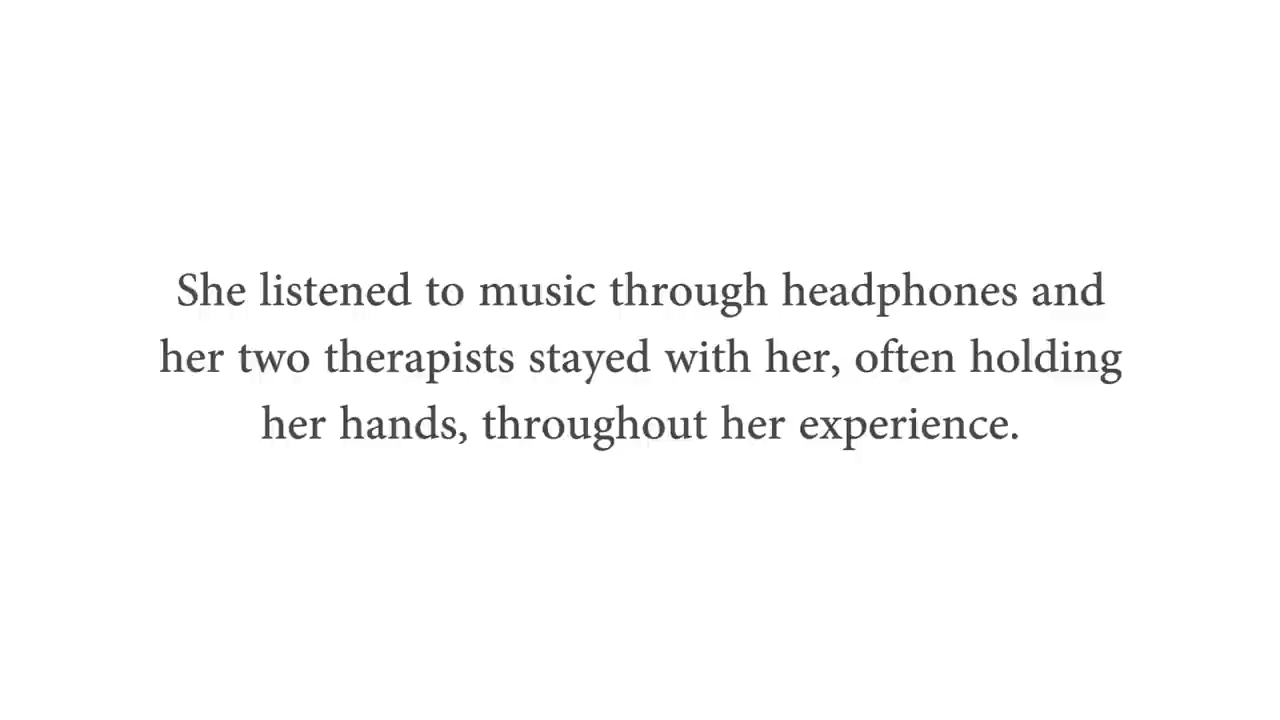 She listened to music through headphones and
her two therapists stayed with her, often holding
her hands, throughout her experience.